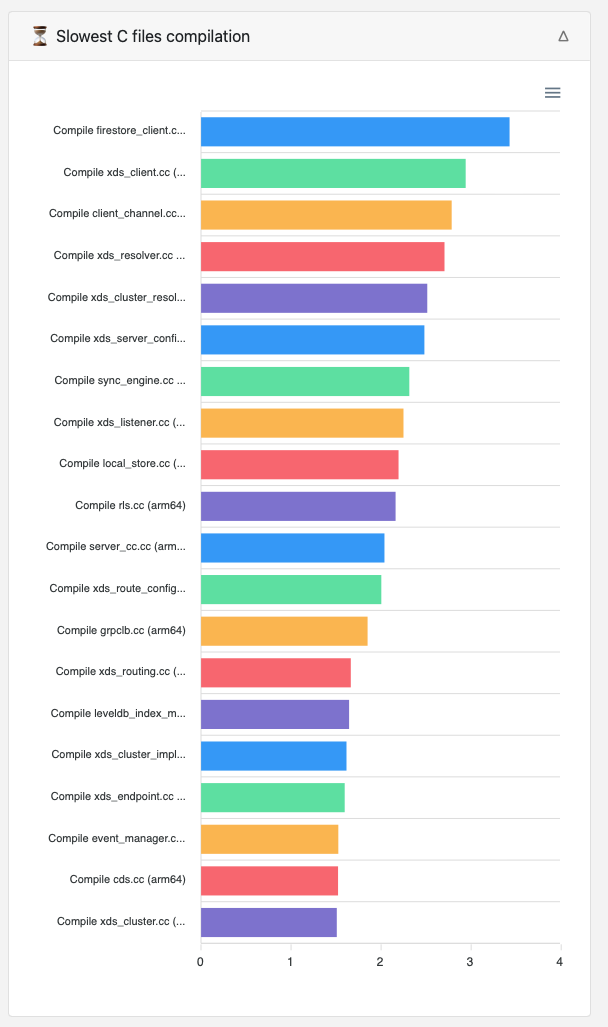 ⏳ Slowest C files compilation
Compile firestore_client.c...
Compile xds_client.cc (...
Compile client_channel.cc...
Compile xds_resolver.cc ...
Compile xds_cluster_resol...
Compile xds_server_confi...
Compile sync_engine.cc ...
Compile xds_listener.cc (...
Compile local_store.cc (...
Compile rls.cc (arm64)
Compile server_cc.cc (arm...
Compile xds_route_config...
Compile grpclb.cc (arm64)
Compile xds_routing.cc (...
Compile leveldb_index_m...
Compile xds_cluster_impl...
Compile xds_endpoint.cc ...
Compile event_manager.c...
Compile cds.cc (arm64)
Compile xds_cluster.cc (...
0 1 2 3 4